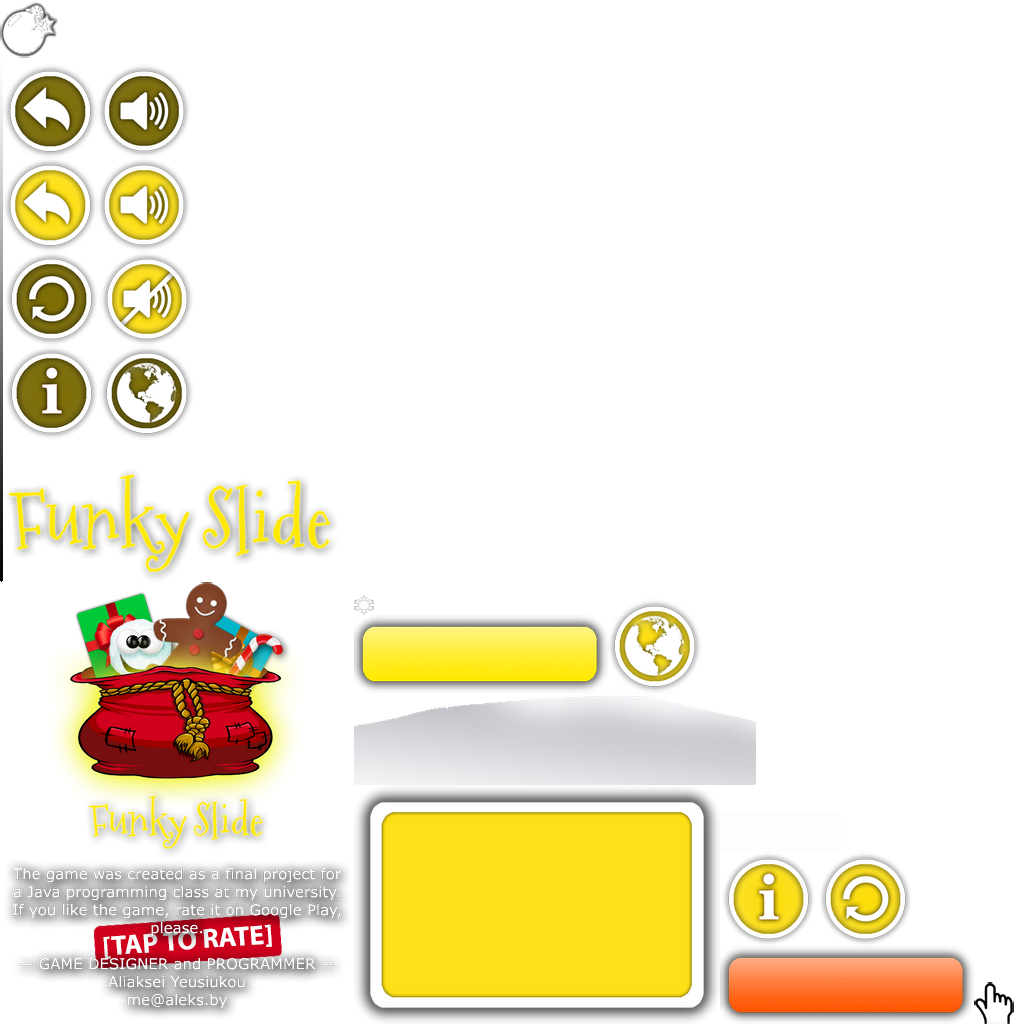 Funky Slide
Funky Slide
The game was created as a final project for
a Java programming class at my university.
If you like the game, rate it on Google Play,
please.
[TAP TO RATE]
-- GAME DESIGNER and PROGRAMMER --
Aliaksei Yeusiukou
me@aleks.by